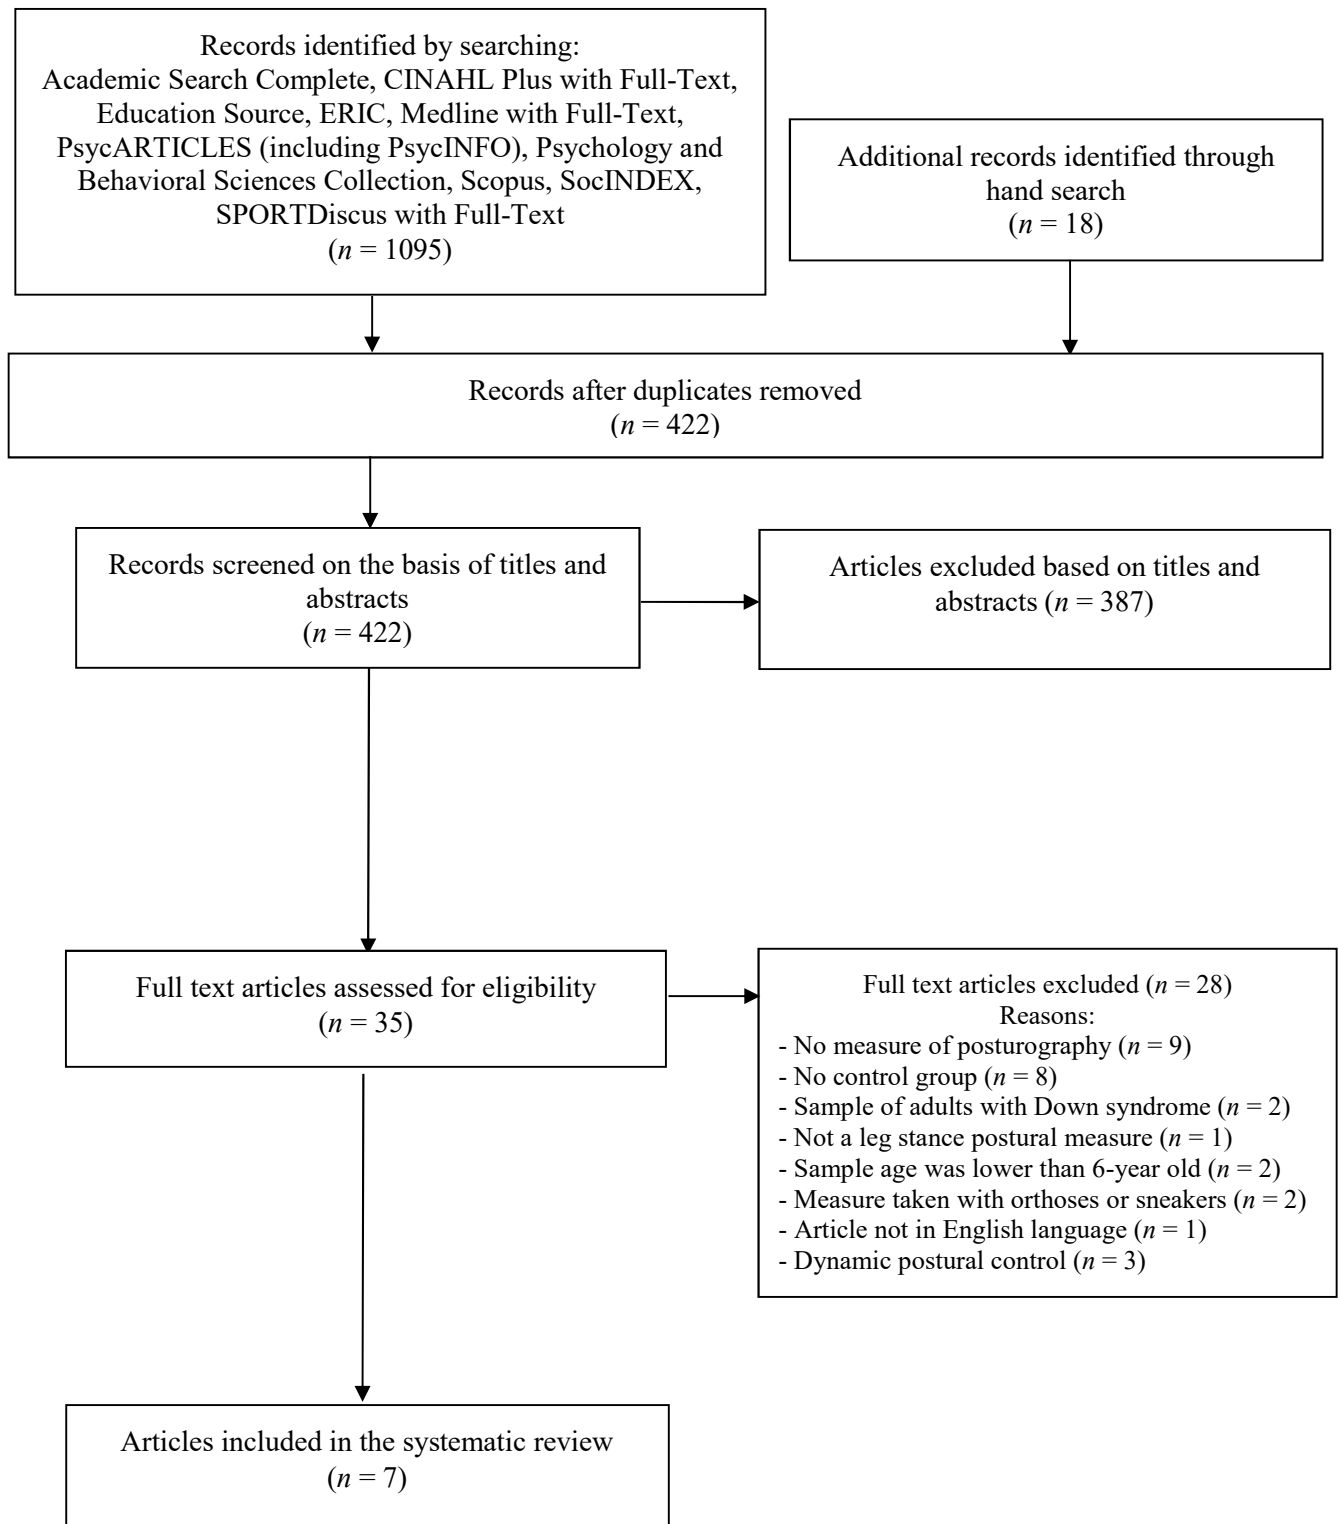 Records identified by searching:
Academic Search Complete, CINAHL Plus with Full-Text,
Education Source, ERIC, Medline with Full-Text,
PsycARTICLES (including PsycINFO), Psychology and
Behavioral Sciences Collection, Scopus, SocINDEX,
SPORTDiscus with Full-Text
(n = 1095)
Additional records identified through
hand search
(n = 18)
Records after duplicates removed
(n = 422)
Records screened on the basis of titles and
abstracts
(n = 422)
Articles excluded based on titles and
abstracts (n = 387)
Full text articles assessed for eligibility
(n = 35)
Full text articles excluded (n = 28)
Reasons:
- No measure of posturography (n = 9)
- No control group (n = 8)
- Sample of adults with Down syndrome (n = 2)
- Not a leg stance postural measure (n = 1)
- Sample age was lower than 6-year old (n = 2)
- Measure taken with orthoses or sneakers (n = 2)
- Article not in English language (n = 1)
- Dynamic postural control (n = 3)
Articles included in the systematic review
(n = 7)